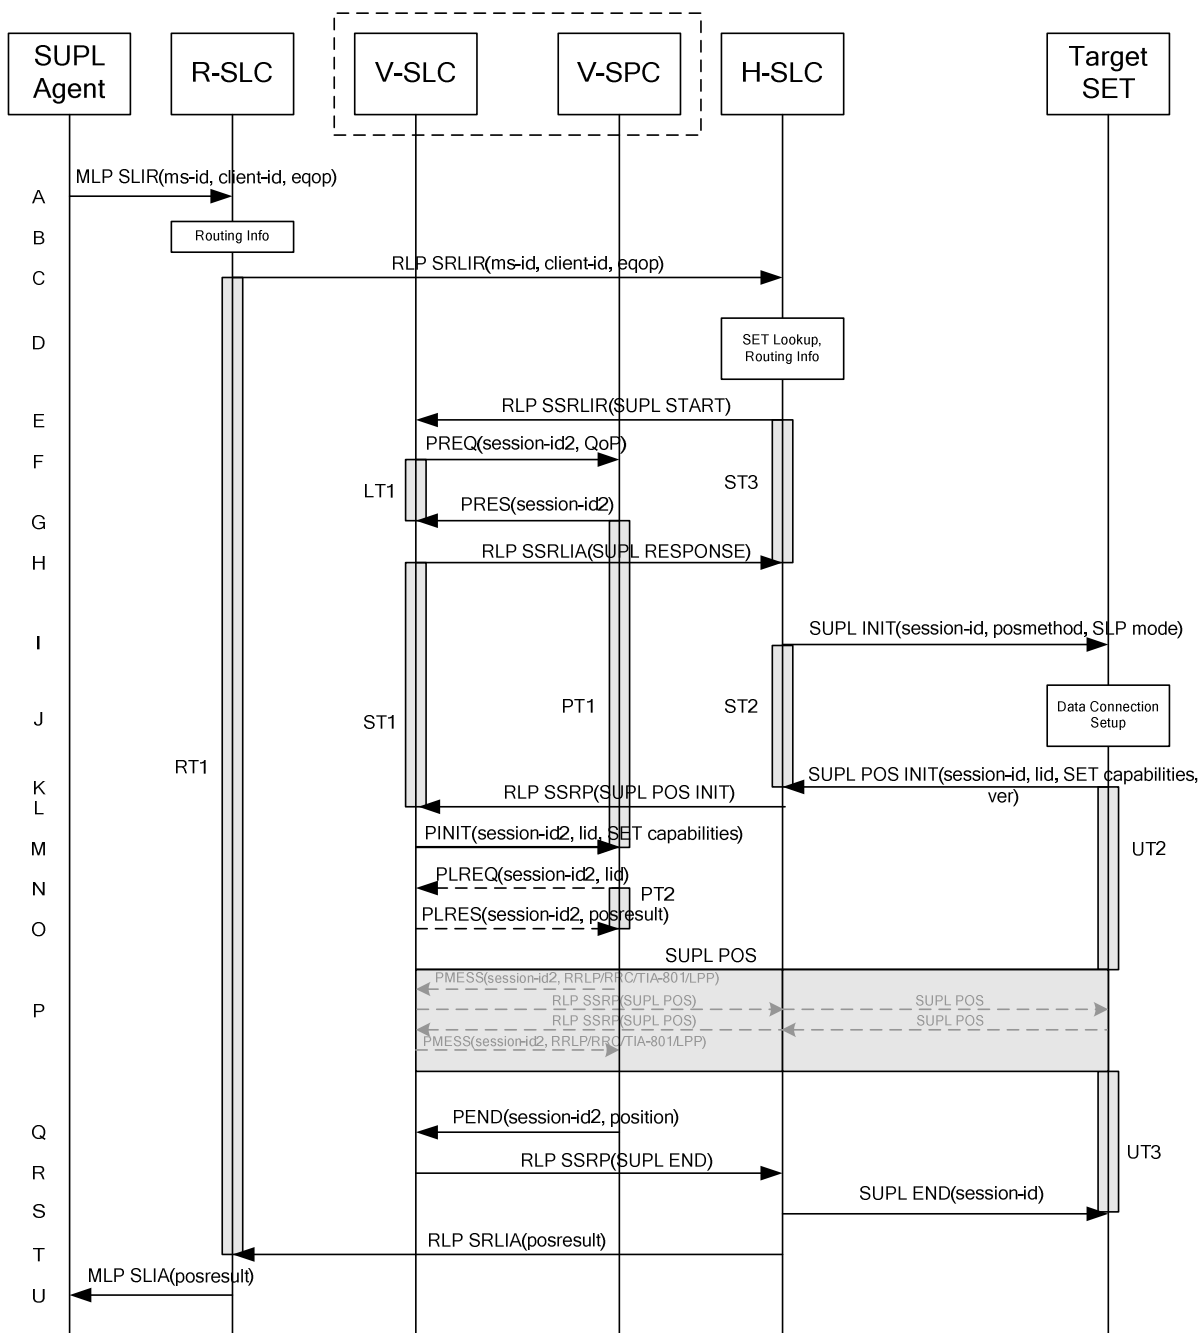 SUPL
Agent
R-SLC
V-SLC
V-SPC
H-SLC
Target
SET
A
MLP SLIR(ms-id, client-id, eqop)
B
Routing Info
C
RLP SRLIR(ms-id, client-id, eqop)
D
SET Lookup,
Routing Info
E
RLP SSRLIR(SUPL START)
F
PREQ(session-id2, QoP)
LT1
ST3
G
PRES(session-id2)
H
RLP SSRLIA(SUPL RESPONSE)
I
SUPL INIT(session-id, posmethod, SLP mode)
J
ST1
PT1
ST2
Data Connection
Setup
RT1
K
SUPL POS INIT(session-id, lid, SET capabilities,
ver)
L
RLP SSRP(SUPL POS INIT)
M
PINIT(session-id2, lid, SET capabilities)
UT2
N
PLREQ(session-id2, lid)
PT2
O
PLRES(session-id2, posresult)
SUPL POS
PMESS(session-id2, RRLP/RRC/TIA-801/LPP)
P
RLP SSRP(SUPL POS)
SUPL POS
RLP SSRP(SUPL POS)
SUPL POS
PMESS(session-id2, RRLP/RRC/TIA-801/LPP)
Q
PEND(session-id2, position)
R
RLP SSRP(SUPL END)
UT3
S
SUPL END(session-id)
T
RLP SRLIA(posresult)
U
MLP SLIA(posresult)